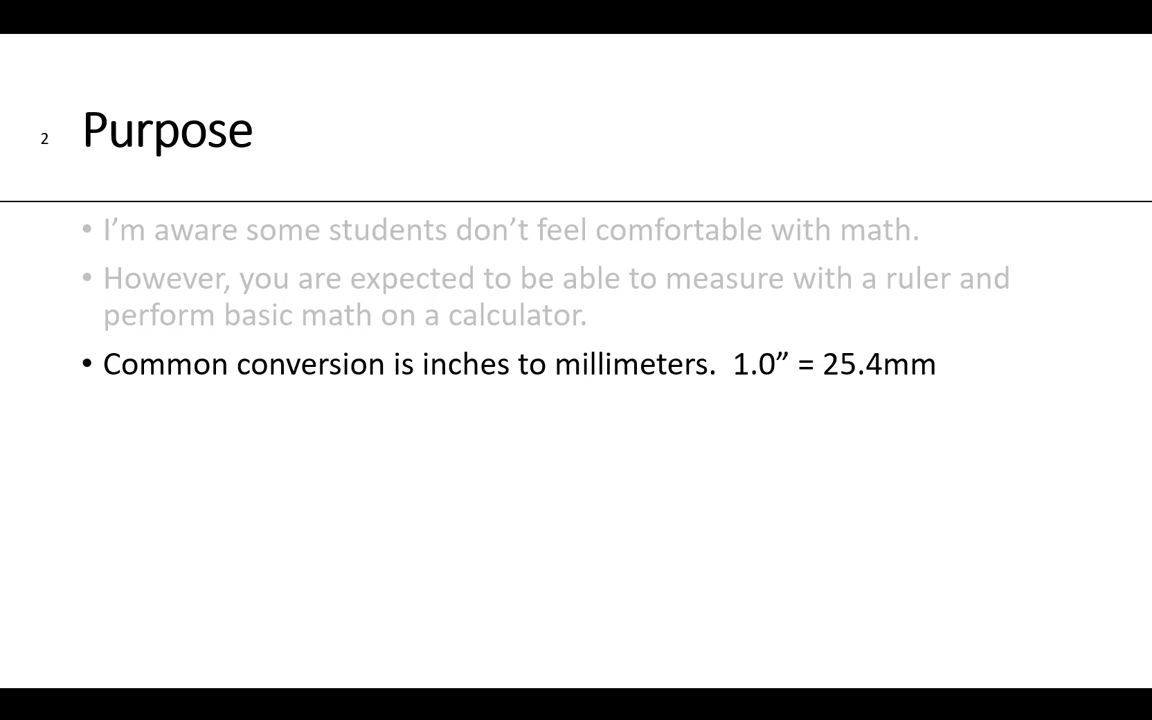 2
Purpose
• I’m aware some students don’t feel comfortable with math.
• However, you are expected to be able to measure with a ruler and
perform basic math on a calculator.
• Common conversion is inches to millimeters.  1.0” = 25.4mm